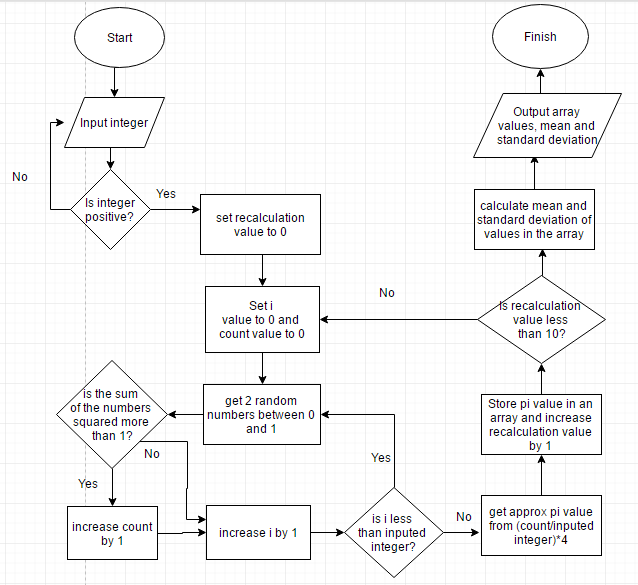 Start
Input integer
No
Is integer
positive?
Yes
set recalculation
value to 0
Set i
value to 0 and
count value to 0
get 2 random
numbers between 0
and 1
is the sum
of the numbers
squared more
than 1?
No
Yes
increase count
by 1
increase i by 1
is i less
than inputed
integer?
Yes
No
get approx pi value
from (count/inputed
integer)*4
Store pi value in an
array and increase
recalculation value
by 1
Is recalculation
value less
than 10?
No
calculate mean and
standard deviation of
values in the array
Output array
values, mean and
standard deviation
Finish